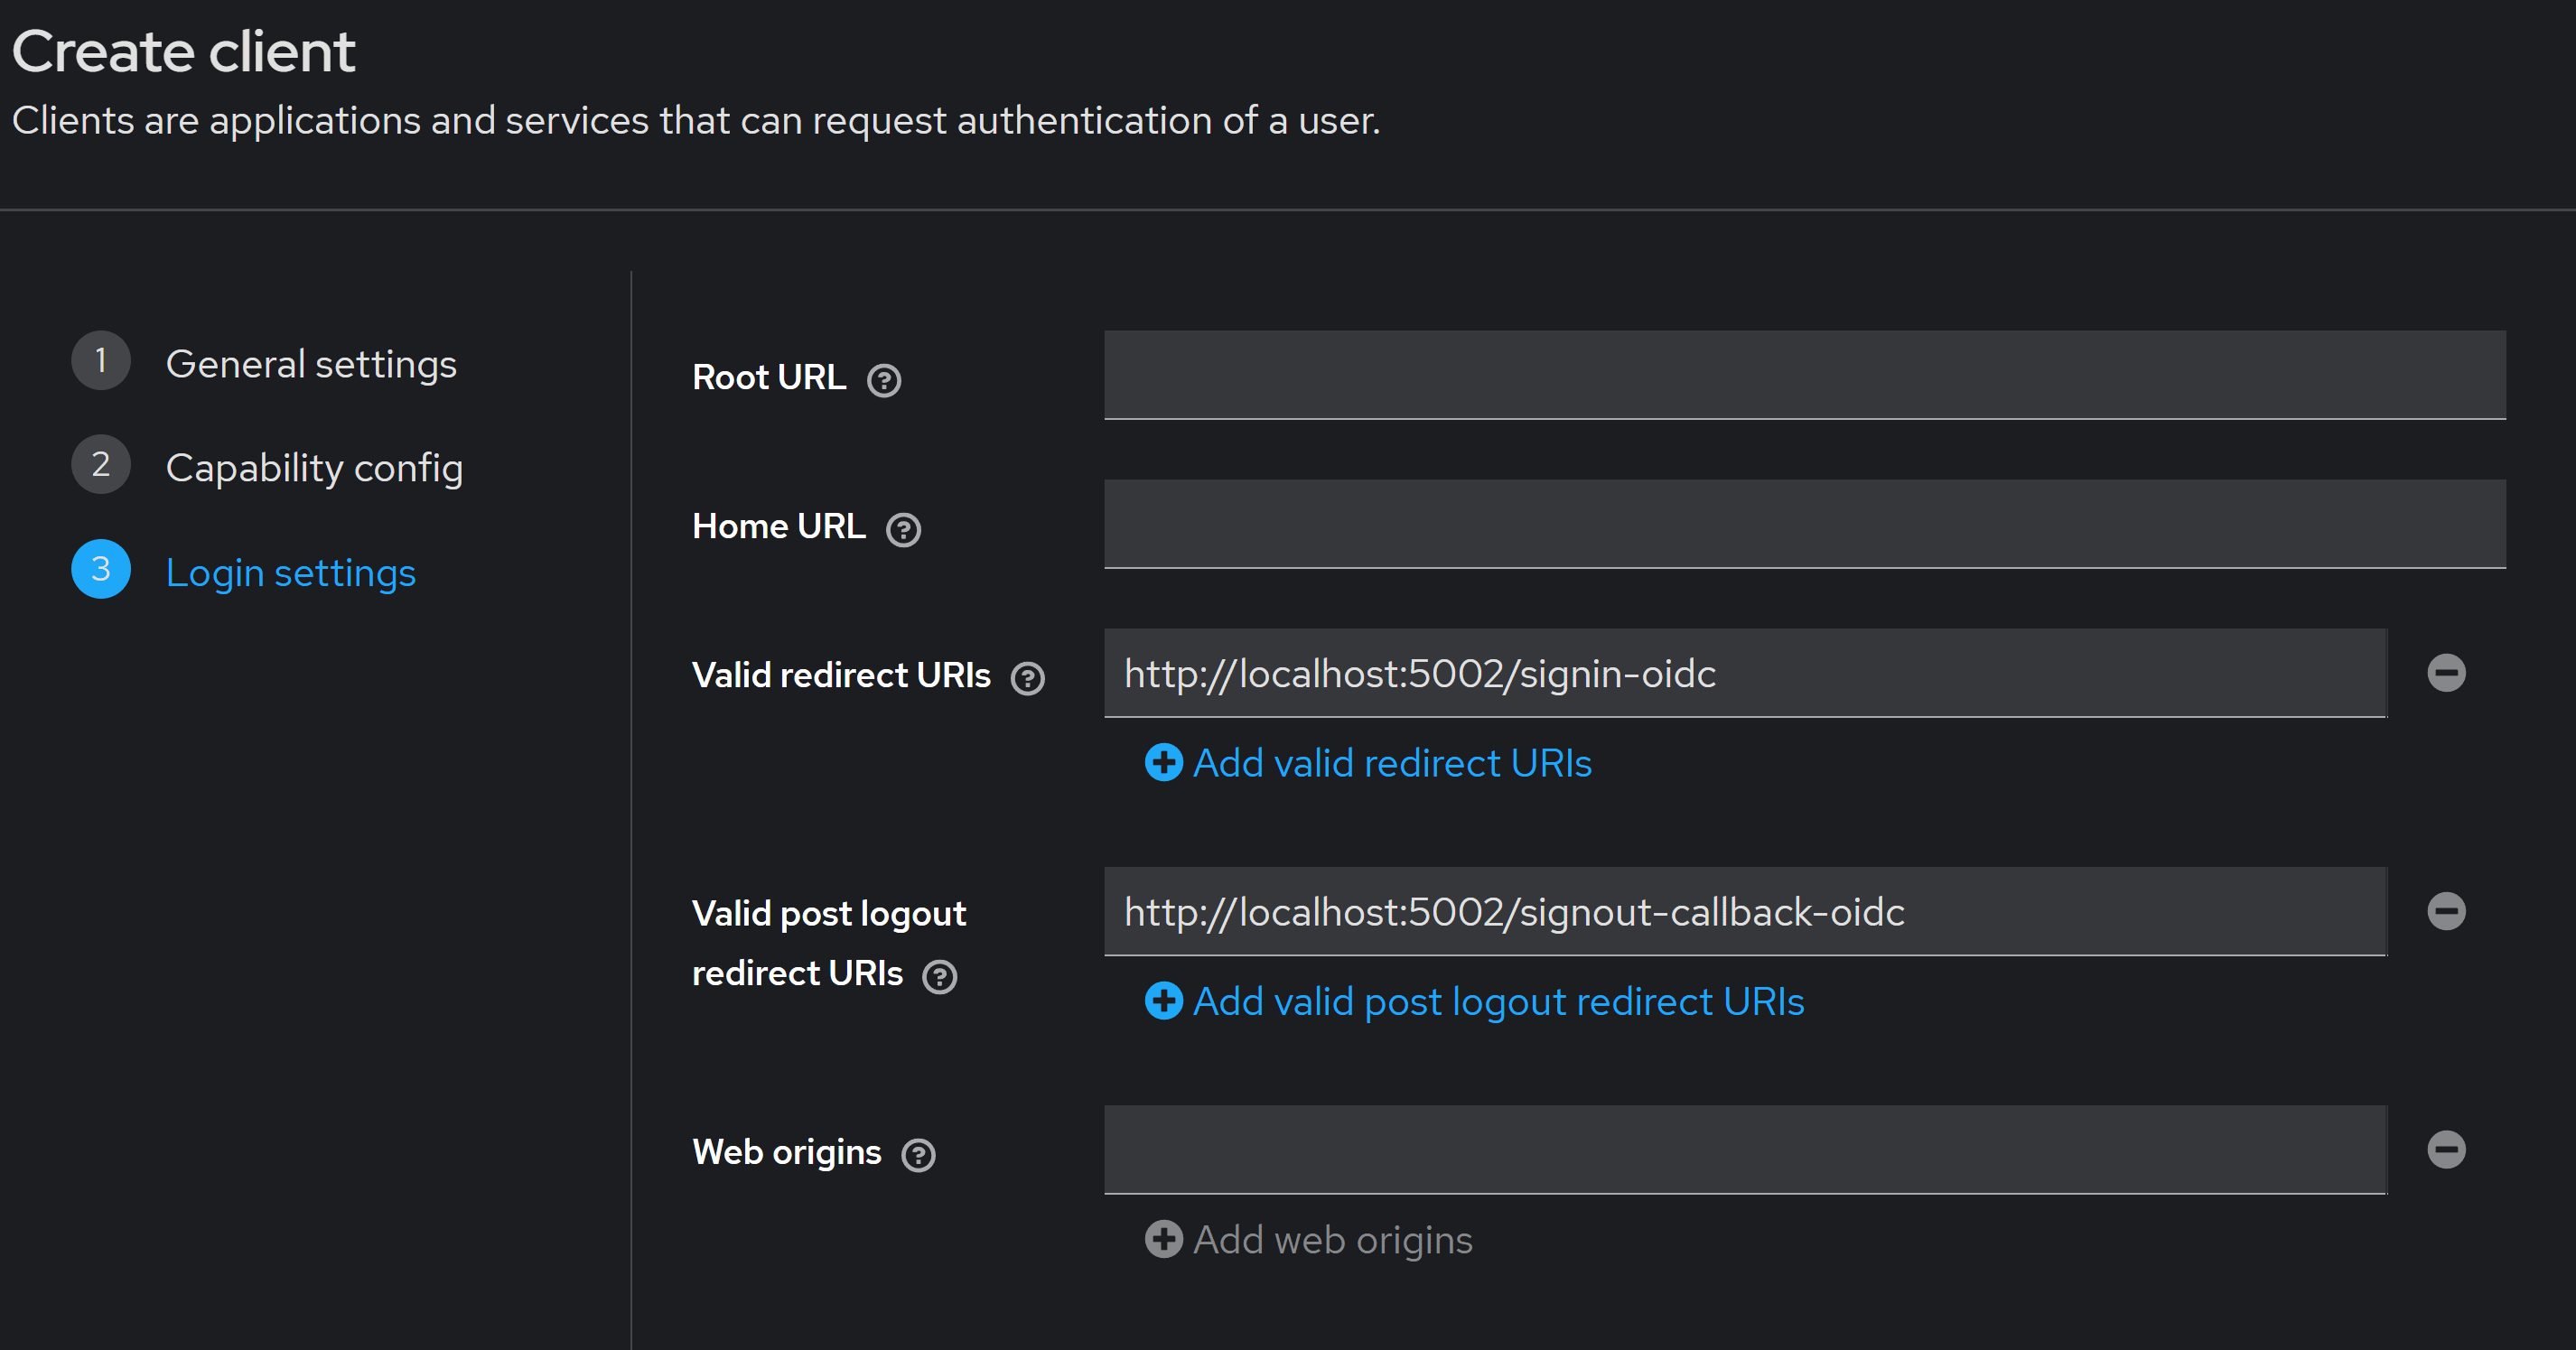 Create client
Clients are applications and services that can request authentication of a user.
1 General settings
2 Capability config
3 Login settings
Root URL
Home URL
Valid redirect URIs
http://localhost:5002/signin-oidc
Add valid redirect URIs
Valid post logout
redirect URIs
http://localhost:5002/signout-callback-oidc
Add valid post logout redirect URIs
Web origins
Add web origins